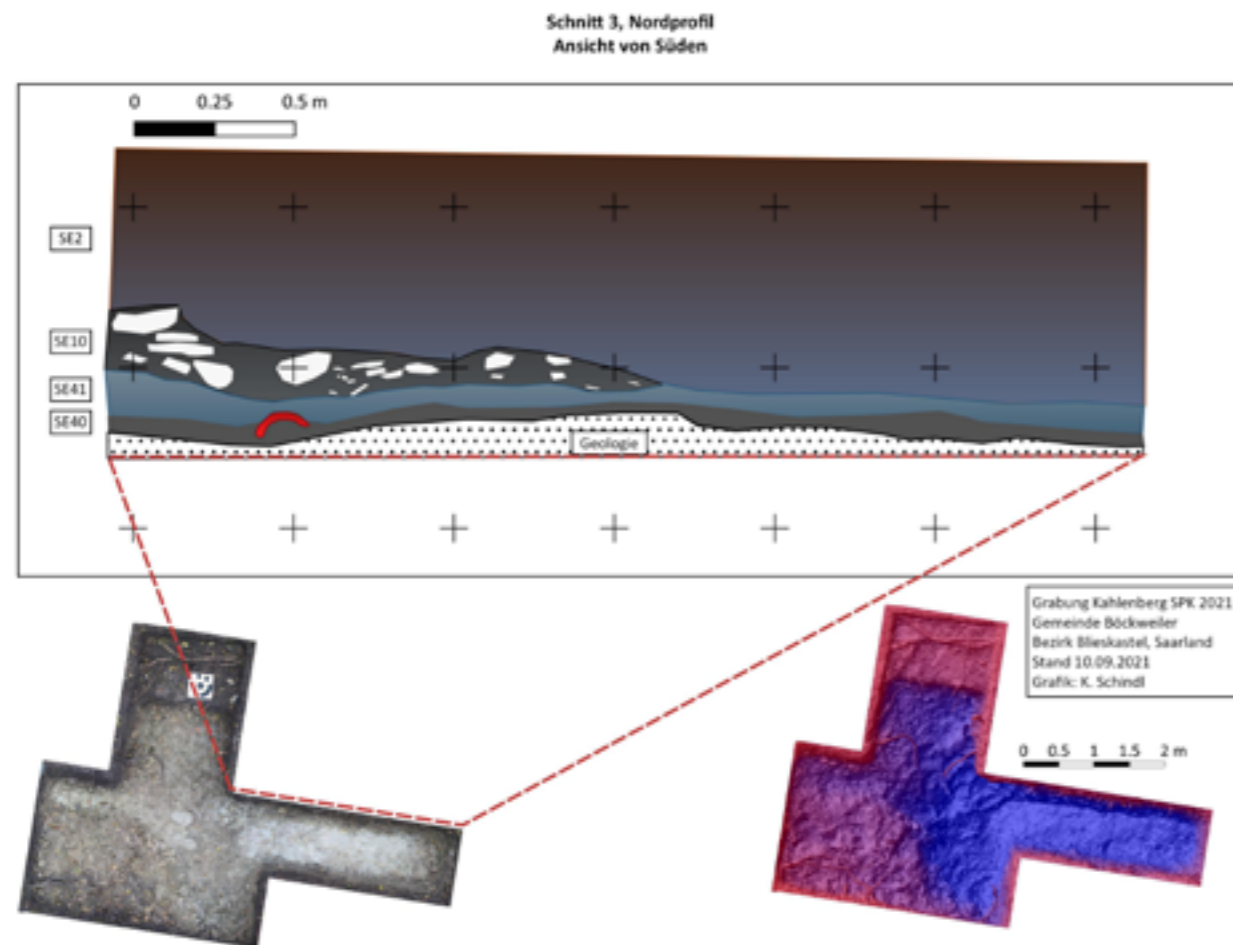 Schnitt 3, Nordprofil
Ansicht von Süden
0 0.25 0.5 m
SE2
SE10
SE41
SE40
Geologie
Grabung Kahlenberg SPK 2021
Gemeinde Böckweiler
Bezirk Blieskastel, Saarland
Stand 10.09.2021
Grafik: K. Schindl
0 0.5 1 1.5 2 m